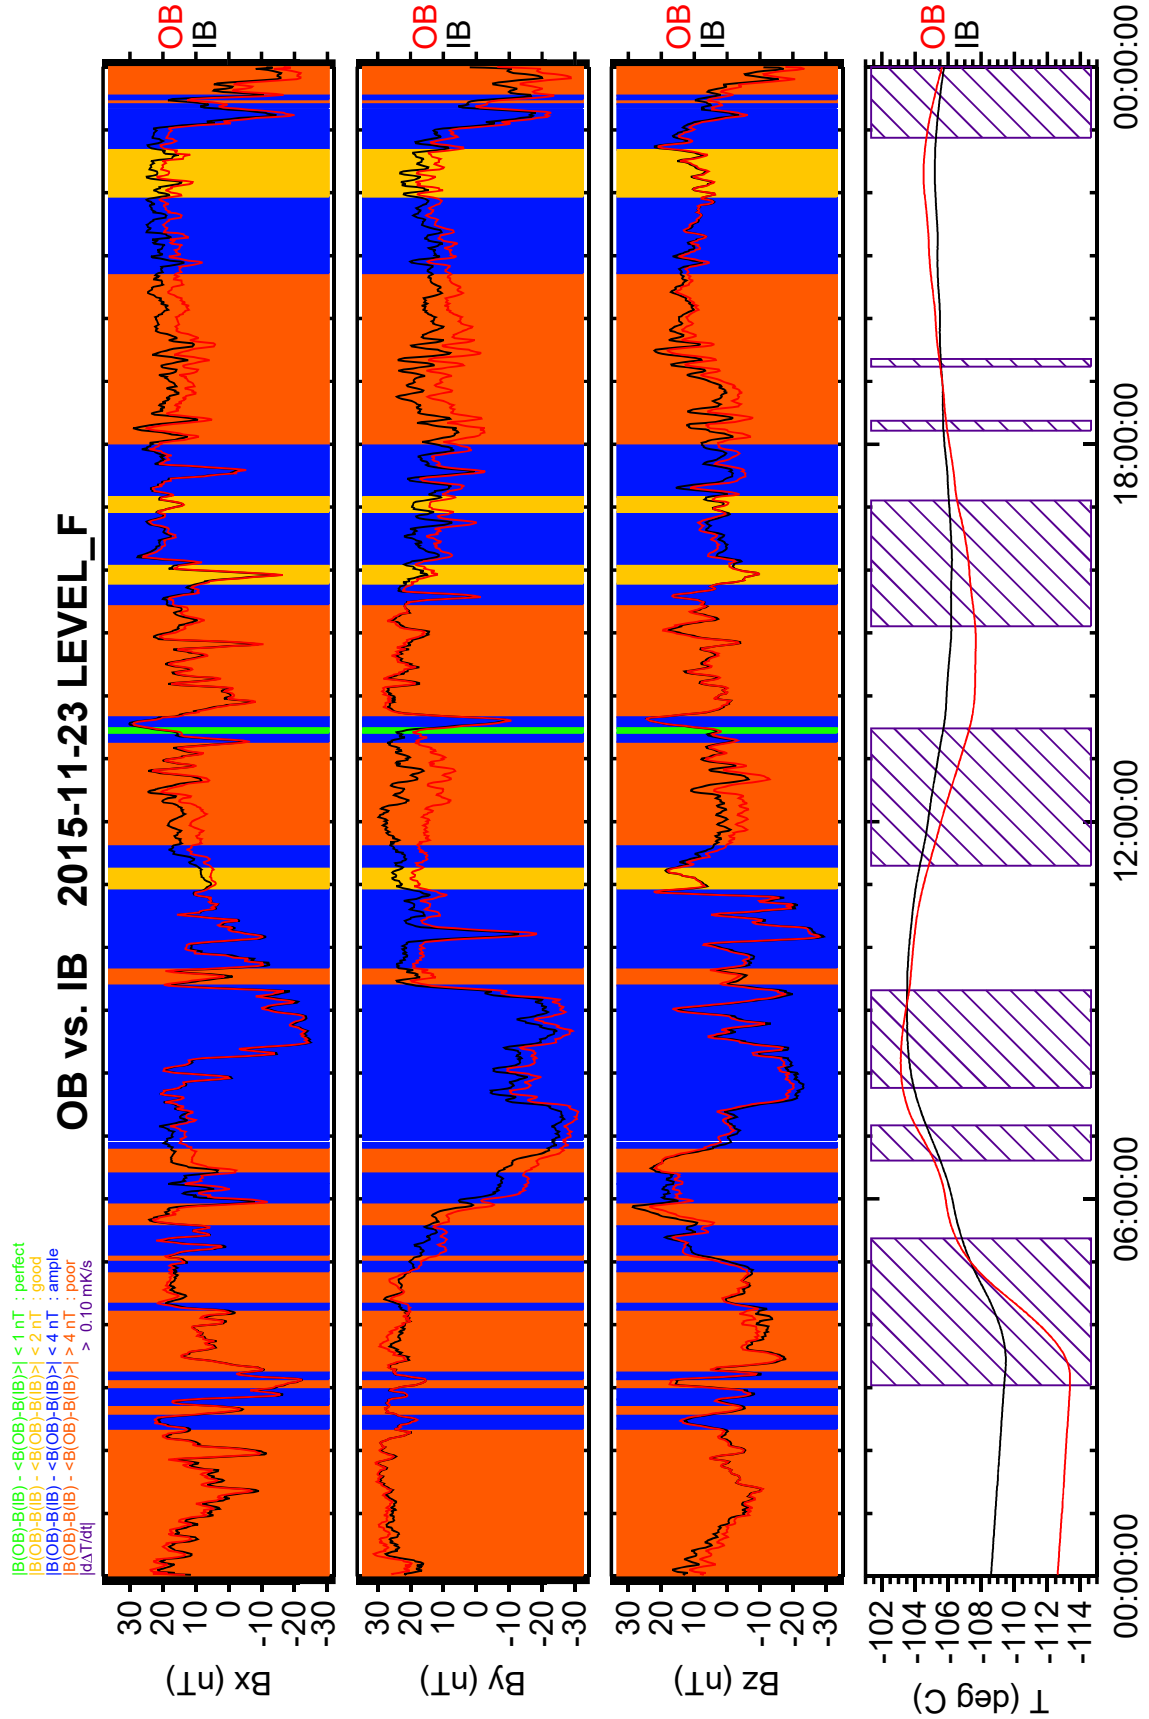 OB vs. IB 2015-11-23 LEVEL_F
|B(OB)-B(IB) - <B(OB)-B(IB)>| < 1 nT : perfect
|B(OB)-B(IB) - <B(OB)-B(IB)>| < 2 nT : good
|B(OB)-B(IB) - <B(OB)-B(IB)>| < 4 nT : ample
|B(OB)-B(IB) - <B(OB)-B(IB)>| > 4 nT : poor
|dΔT/dt| > 0.10 mK/s
Bx (nT)
30
20
10
0
-10
-20
-30
OB
IB
By (nT)
30
20
10
0
-10
-20
-30
OB
IB
Bz (nT)
30
20
10
0
-10
-20
-30
OB
IB
T (deg C)
-102
-104
-106
-108
-110
-112
-114
OB
IB
00:00:00 06:00:00 12:00:00 18:00:00 00:00:00